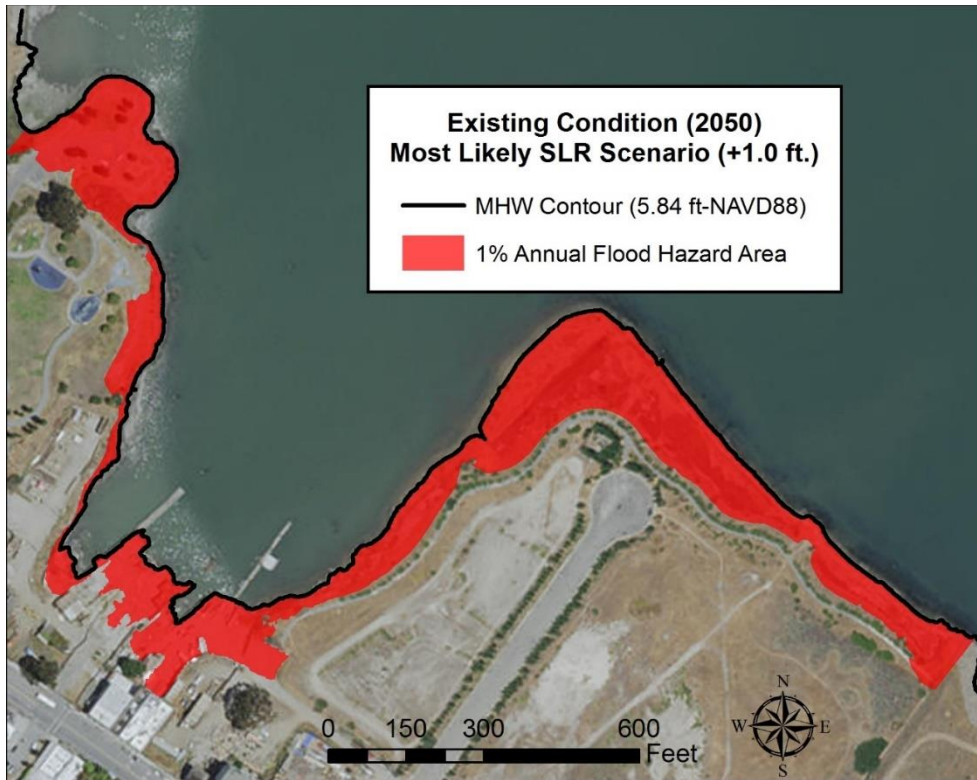 Existing Condition (2050)
Most Likely SLR Scenario (+1.0 ft.)
MHW Contour (5.84 ft-NAVD88)
1% Annual Flood Hazard Area
N
W E
S
0 150 300 600
Feet